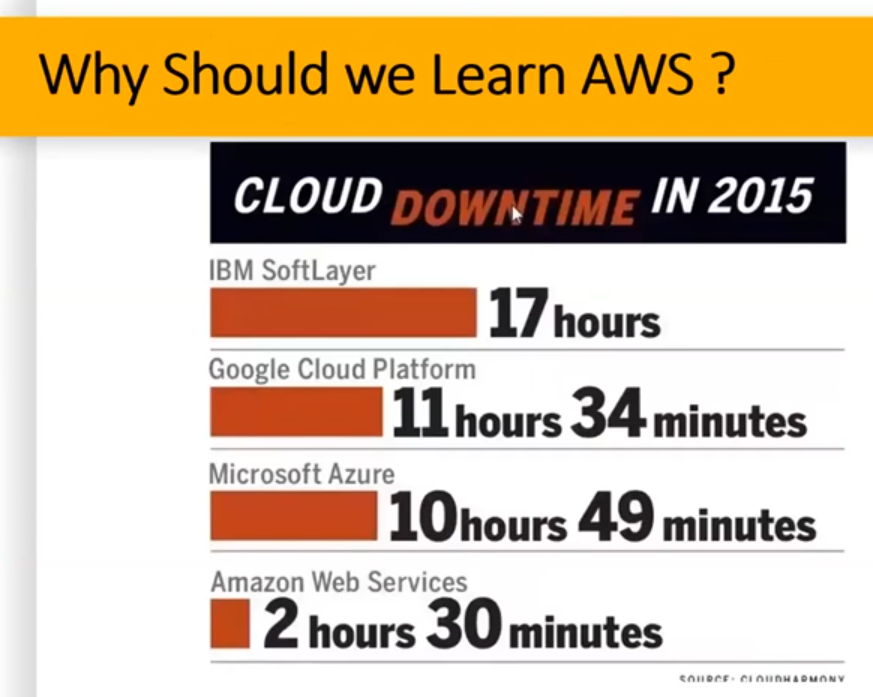 Why Should we Learn AWS ?
CLOUD DOWNTIME IN 2015
IBM SoftLayer
17 hours
Google Cloud Platform
11 hours 34 minutes
Microsoft Azure
10 hours 49 minutes
Amazon Web Services
2 hours 30 minutes
SOURCE: CLOUDHARMONY